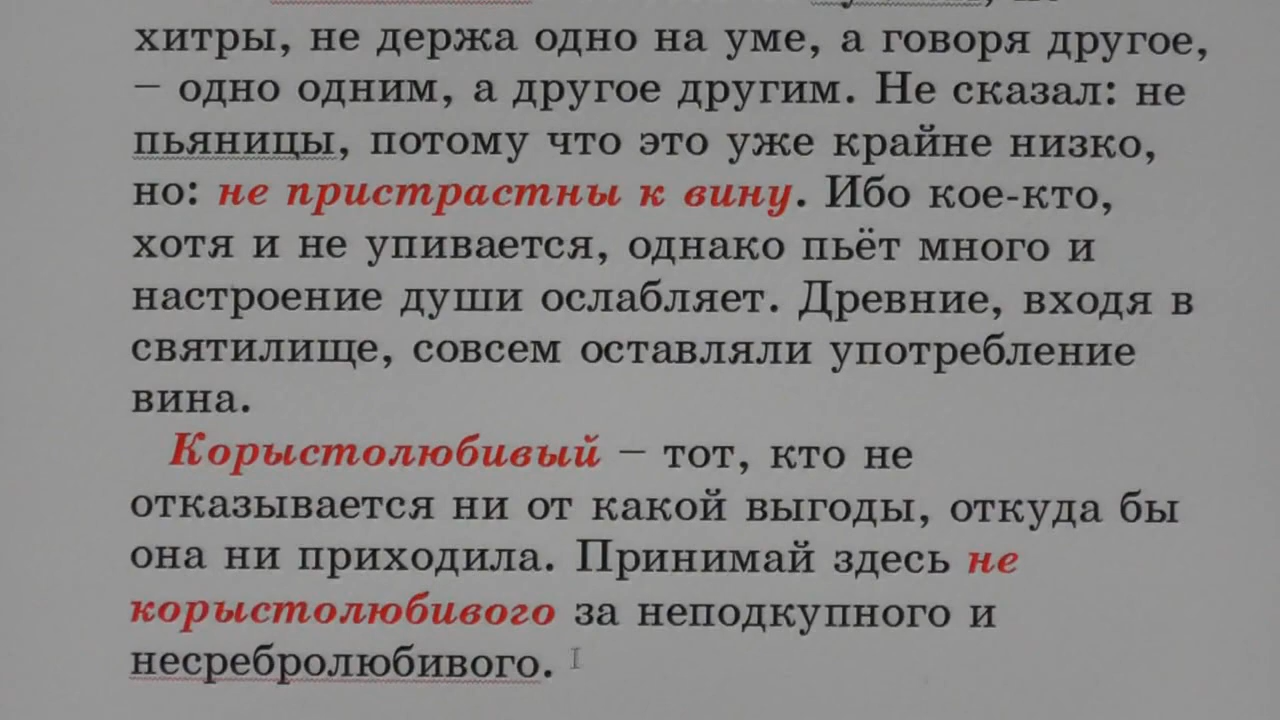 хитры, не держа одно на уме, а говоря другое,
– одно одним, а другое другим. Не сказал: не
пьяницы, потому что это уже крайне низко,
но: не пристрастны к вину. Ибо кое-кто,
хотя и не упивается, однако пьёт много и
настроение души ослабляет. Древние, входя в
святилище, совсем оставляли употребление
вина.
Корыстолюбивый – тот, кто не
отказывается ни от какой выгоды, откуда бы
она ни приходила. Принимай здесь не
корыстолюбивого за неподкупного и
несребролюбивого.